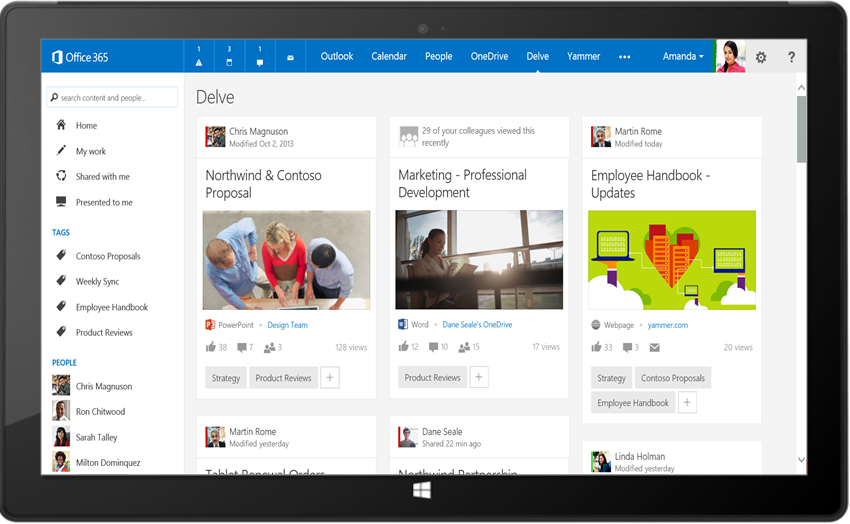 1 3 1
Office 365 Outlook Calendar People OneDrive Delve Yammer ••• Amanda ?
search content and people...
Home
My work
Shared with me
Presented to me
TAGS
Contoso Proposals
Weekly Sync
Employee Handbook
Product Reviews
PEOPLE
Chris Magnuson
Ron Chitwood
Sarah Talley
Milton Dominquez
Delve
Chris Magnuson
Modified Oct 2, 2013
Northwind & Contoso
Proposal
PowerPoint • Design Team
38 7 3 128 views
Strategy Product Reviews +
29 of your colleagues viewed this
recently
Marketing - Professional
Development
Word • Dane Seale's OneDrive
12 10 15 17 views
Product Reviews +
Martin Rome
Modified today
Employee Handbook -
Updates
Webpage • yammer.com
33 3 20 views
Strategy Contoso Proposals
Employee Handbook +
Martin Rome
Modified yesterday
Tablet Renewal Orders
Dane Seale
Shared 22 min ago
Northwind Partnership
Linda Holman
Modified yesterday